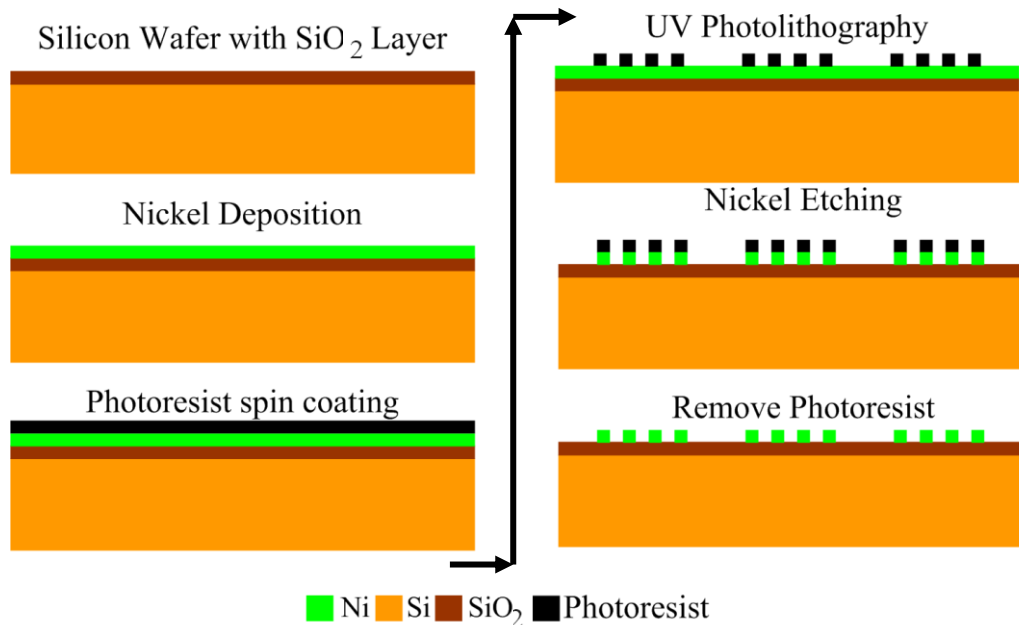 Silicon Wafer with SiO2 Layer
Nickel Deposition
Photoresist spin coating
UV Photolithography
Nickel Etching
Remove Photoresist
Ni Si SiO2 Photoresist